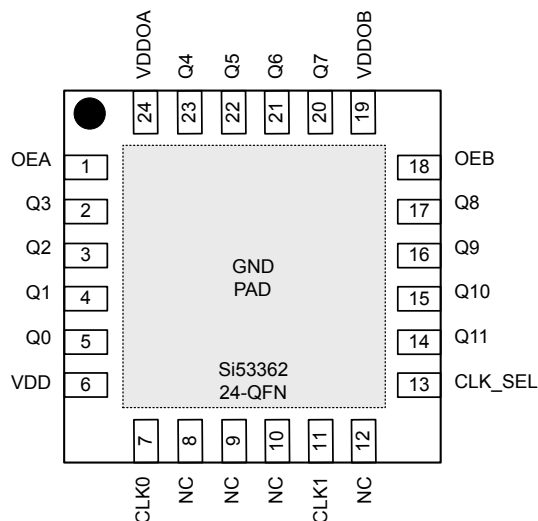 VDDOA
Q4
Q5
Q6
Q7
VDDOB
24
23
22
21
20
19
OEA
1
18
OEB
Q3
2
17
Q8
Q2
3
16
Q9
Q1
4
15
Q10
Q0
5
14
Q11
VDD
6
13
CLK_SEL
GND
PAD
Si53362
24-QFN
7
8
9
10
11
12
CLK0
NC
NC
NC
CLK1
NC